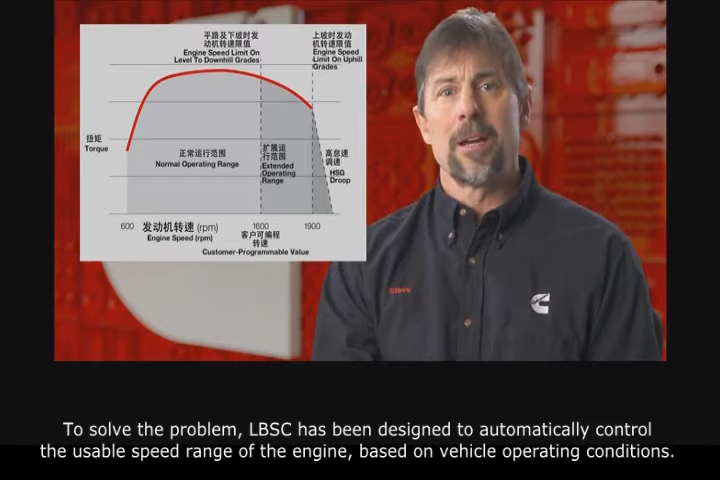 平路及下坡时发
动机转速限值
Engine Speed Limit On
Level To Downhill Grades
上坡时发动
机转速限值
Engine Speed
Limit On Uphill
Grades
扭矩
Torque
正常运行范围
Normal Operating Range
扩展运
行范围
Extended
Operating
Range
高怠速
调速
HSG
Droop
600
发动机转速 (rpm)
Engine Speed (rpm)
1600
1900
客户可编程
转速
Customer-Programmable Value
Steve
To solve the problem, LBSC has been designed to automatically control
the usable speed range of the engine, based on vehicle operating conditions.